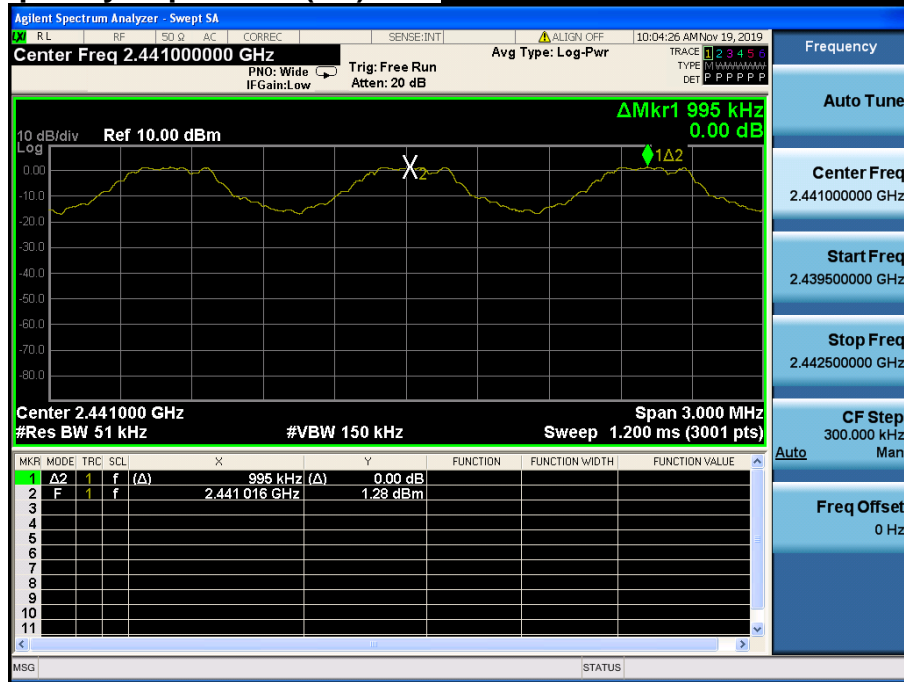 Agilent Spectrum Analyzer - Swept SA
LXI RL RF 50 Ω AC CORREC SENSE:INT ALIGN OFF 10:04:26 AM Nov 19, 2019
Center Freq 2.441000000 GHz
PNO: Wide
IFGain:Low
Trig: Free Run
Atten: 20 dB
Avg Type: Log-Pwr
TRACE 1 2 3 4 5 6
TYPE M WWWWW
DET P P P P P P
ΔMkr1 995 kHz
0.00 dB
10 dB/div Ref 10.00 dBm
Log
1Δ2
X2
0.00
-10.0
-20.0
-30.0
-40.0
-50.0
-60.0
-70.0
-80.0
Center 2.441000 GHz Span 3.000 MHz
#Res BW 51 kHz #VBW 150 kHz Sweep 1.200 ms (3001 pts)
MKR MODE TRC SCL X Y FUNCTION FUNCTION WIDTH FUNCTION VALUE
1 Δ2 1 f (Δ) 995 kHz (Δ) 0.00 dB
2 F 1 f 2.441 016 GHz 1.28 dBm
3
4
5
6
7
8
9
10
11
MSG STATUS
Frequency
Auto Tune
Center Freq
2.441000000 GHz
Start Freq
2.439500000 GHz
Stop Freq
2.442500000 GHz
CF Step
300.000 kHz
Auto Man
Freq Offset
0 Hz